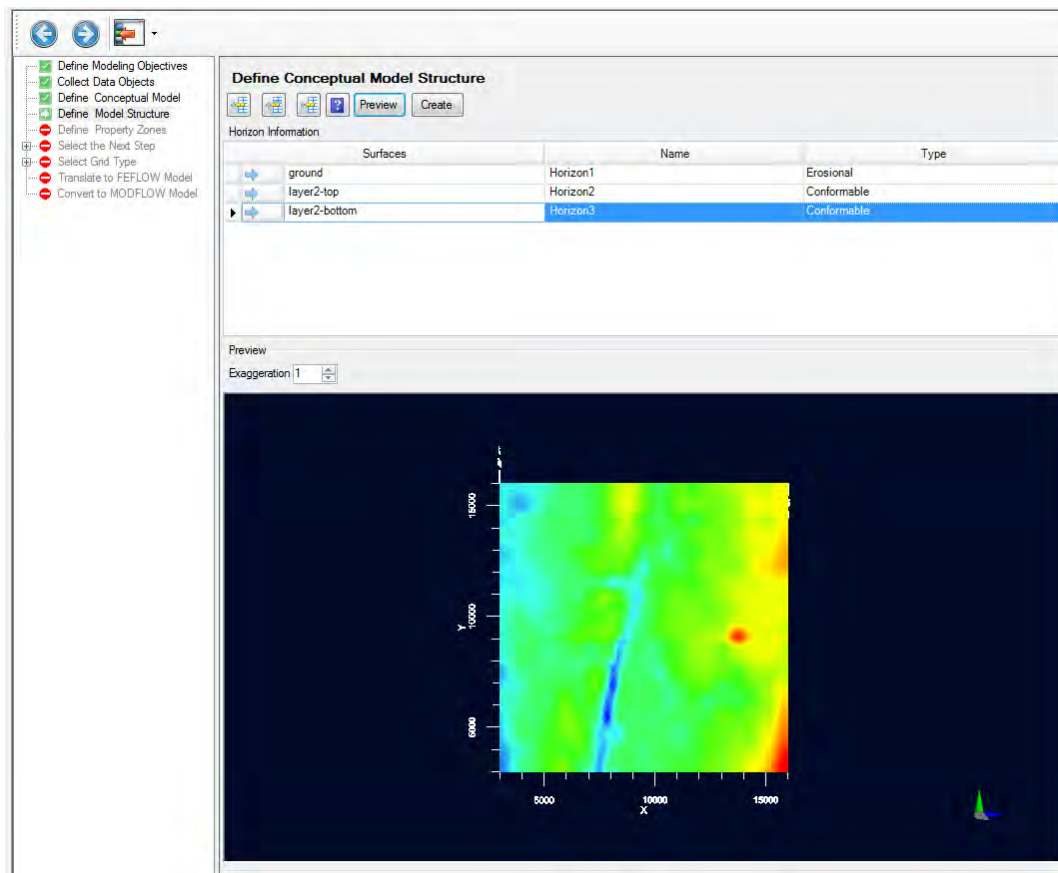 Define Modeling Objectives
Collect Data Objects
Define Conceptual Model
Define Model Structure
Define Property Zones
Select the Next Step
Select Grid Type
Translate to FEFLOW Model
Convert to MODFLOW Model
Define Conceptual Model Structure
Preview Create
Horizon Information
Surfaces Name Type
ground Horizon1 Erosional
layer2-top Horizon2 Conformable
layer2-bottom Horizon3 Conformable
Preview
Exaggeration 1
15000
10000
Y
5000
5000 10000 15000
X